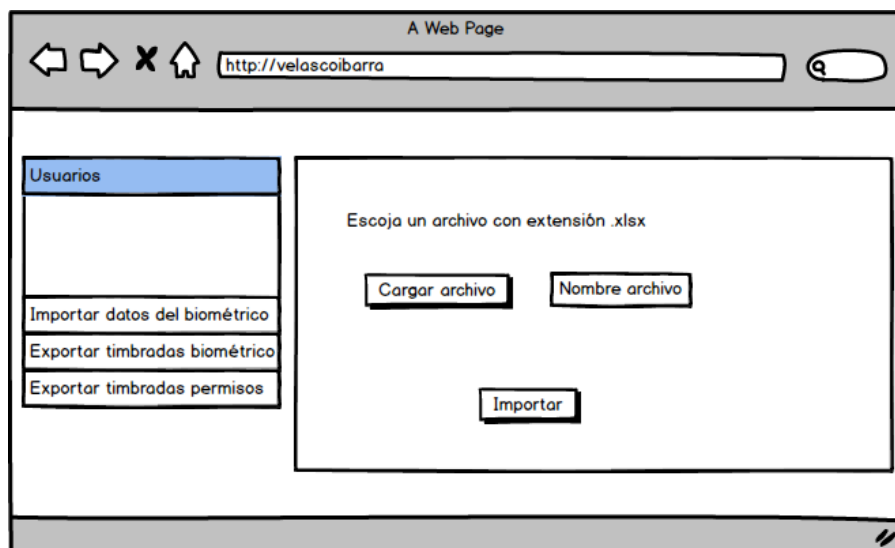 A Web Page
http://velascoibarra
Usuarios
Importar datos del biométrico
Exportar timbradas biométrico
Exportar timbradas permisos
Escoja un archivo con extensión .xlsx
Cargar archivo
Nombre archivo
Importar